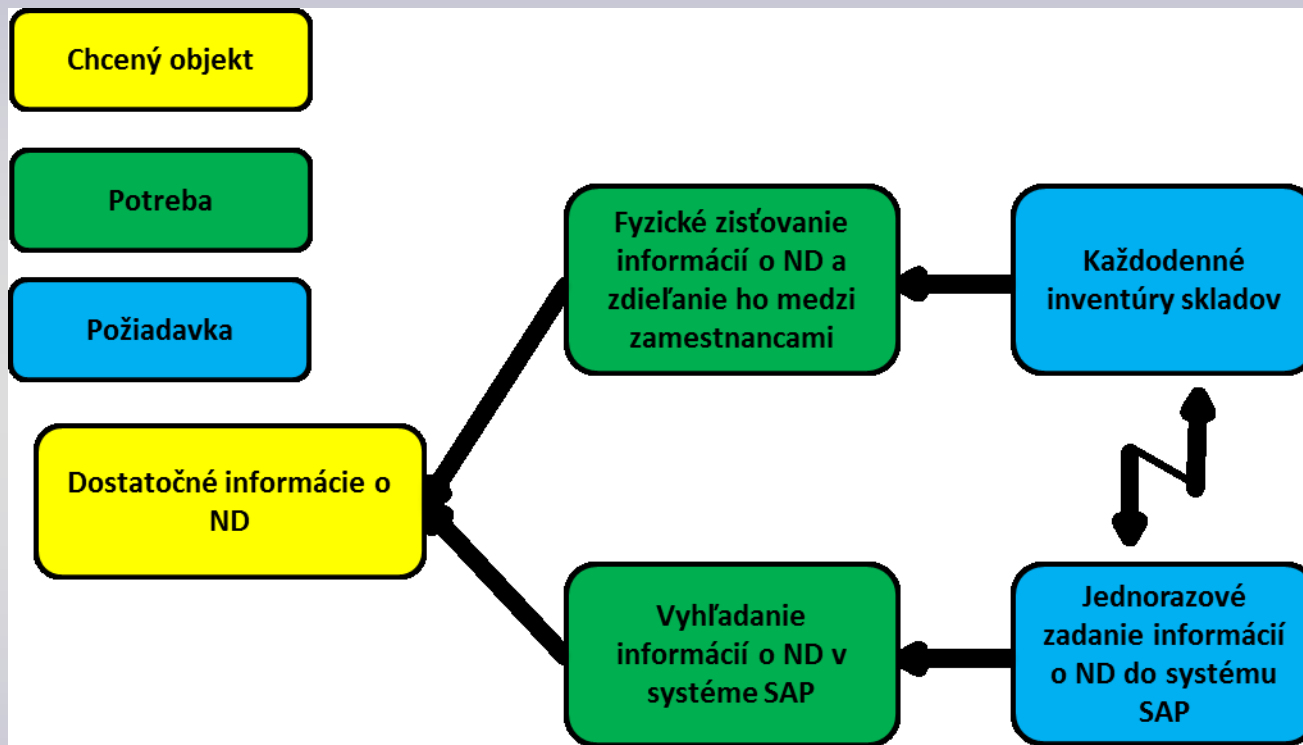 Chcený objekt
Potreba
Požiadavka
Dostatočné informácie o
ND
Fyzické zisťovanie
informácií o ND a
zdieľanie ho medzi
zamestnancami
Každodenné
inventúry skladov
Vyhľadanie
informácií o ND v
systéme SAP
Jednorazové
zadanie informácií
o ND do systému
SAP